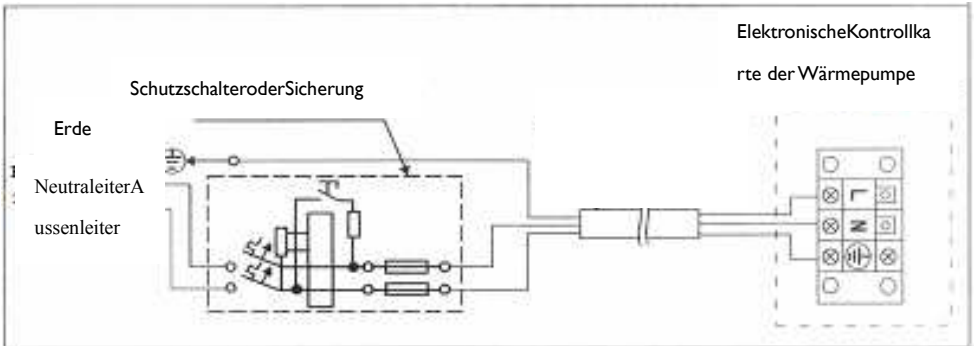 ElektronischeKontrollka
rte der Wärmepumpe
SchutzschalteroderSicherung
Erde
NeutraleiterA
ussenleiter
L
N